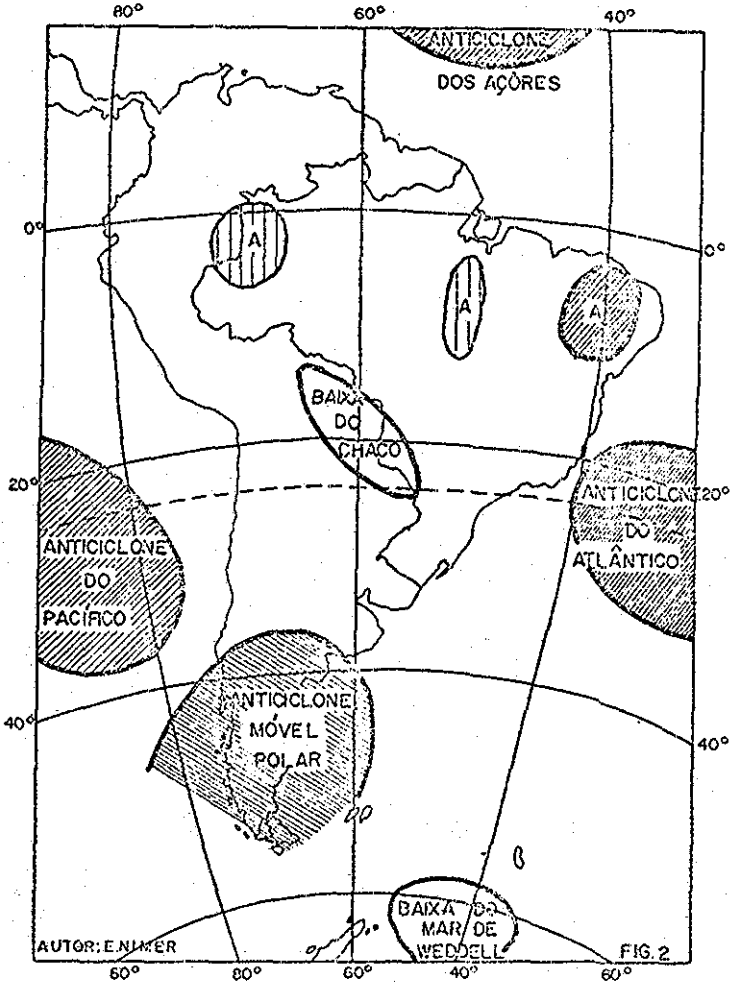 80° 60° 40°
ANTICICLONE
DOS AÇÔRES
0° 0°
A
A
A
BAIXA
DO
CHACO
20° 20°
ANTICICLONE
DO
PACÍFICO
ANTICICLONE
DO
ATLÂNTICO
40° 40°
ANTICICLONE
MÓVEL
POLAR
BAIXA DO
MAR DE
WEDDELL
AUTOR: E.NIMER FIG. 2
60° 80° 60° 40° 60°